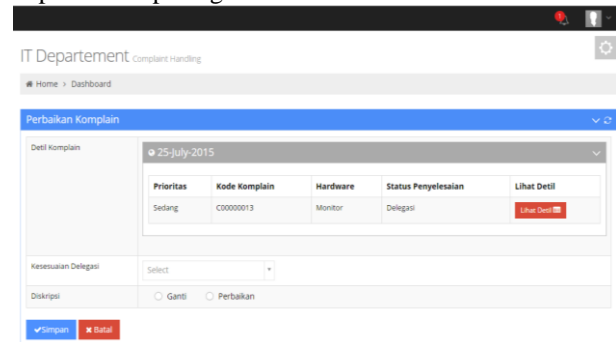 IT Departement Complaint Handling
Home > Dashboard
Perbaikan Komplain
Detil Komplain
25-July-2015
Prioritas Kode Komplain Hardware Status Penyelesaian Lihat Detil
Sedang C00000013 Monitor Delegasi Lihat Detil
Kesesuaian Delegasi
Select
Diskripsi
Ganti Perbaikan
Simpan Batal